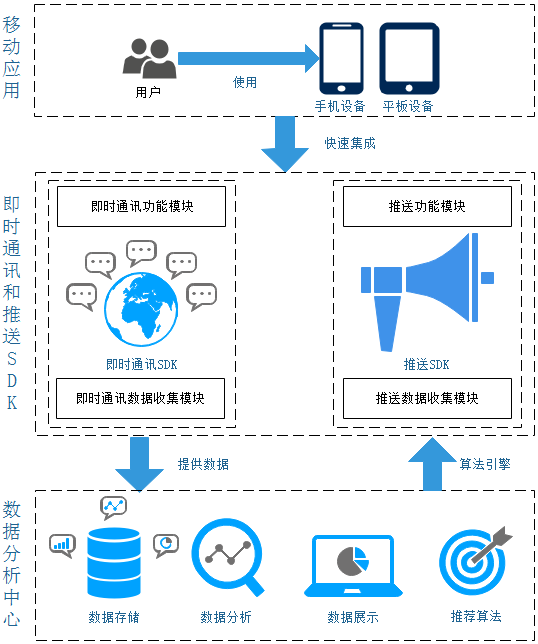 移动应用
用户
使用
手机设备
平板设备
快速集成
即时通讯和推送SDK
即时通讯功能模块
推送功能模块
即时通讯SDK
推送SDK
即时通讯数据收集模块
推送数据收集模块
提供数据
算法引擎
数据分析中心
数据存储
数据分析
数据展示
推荐算法